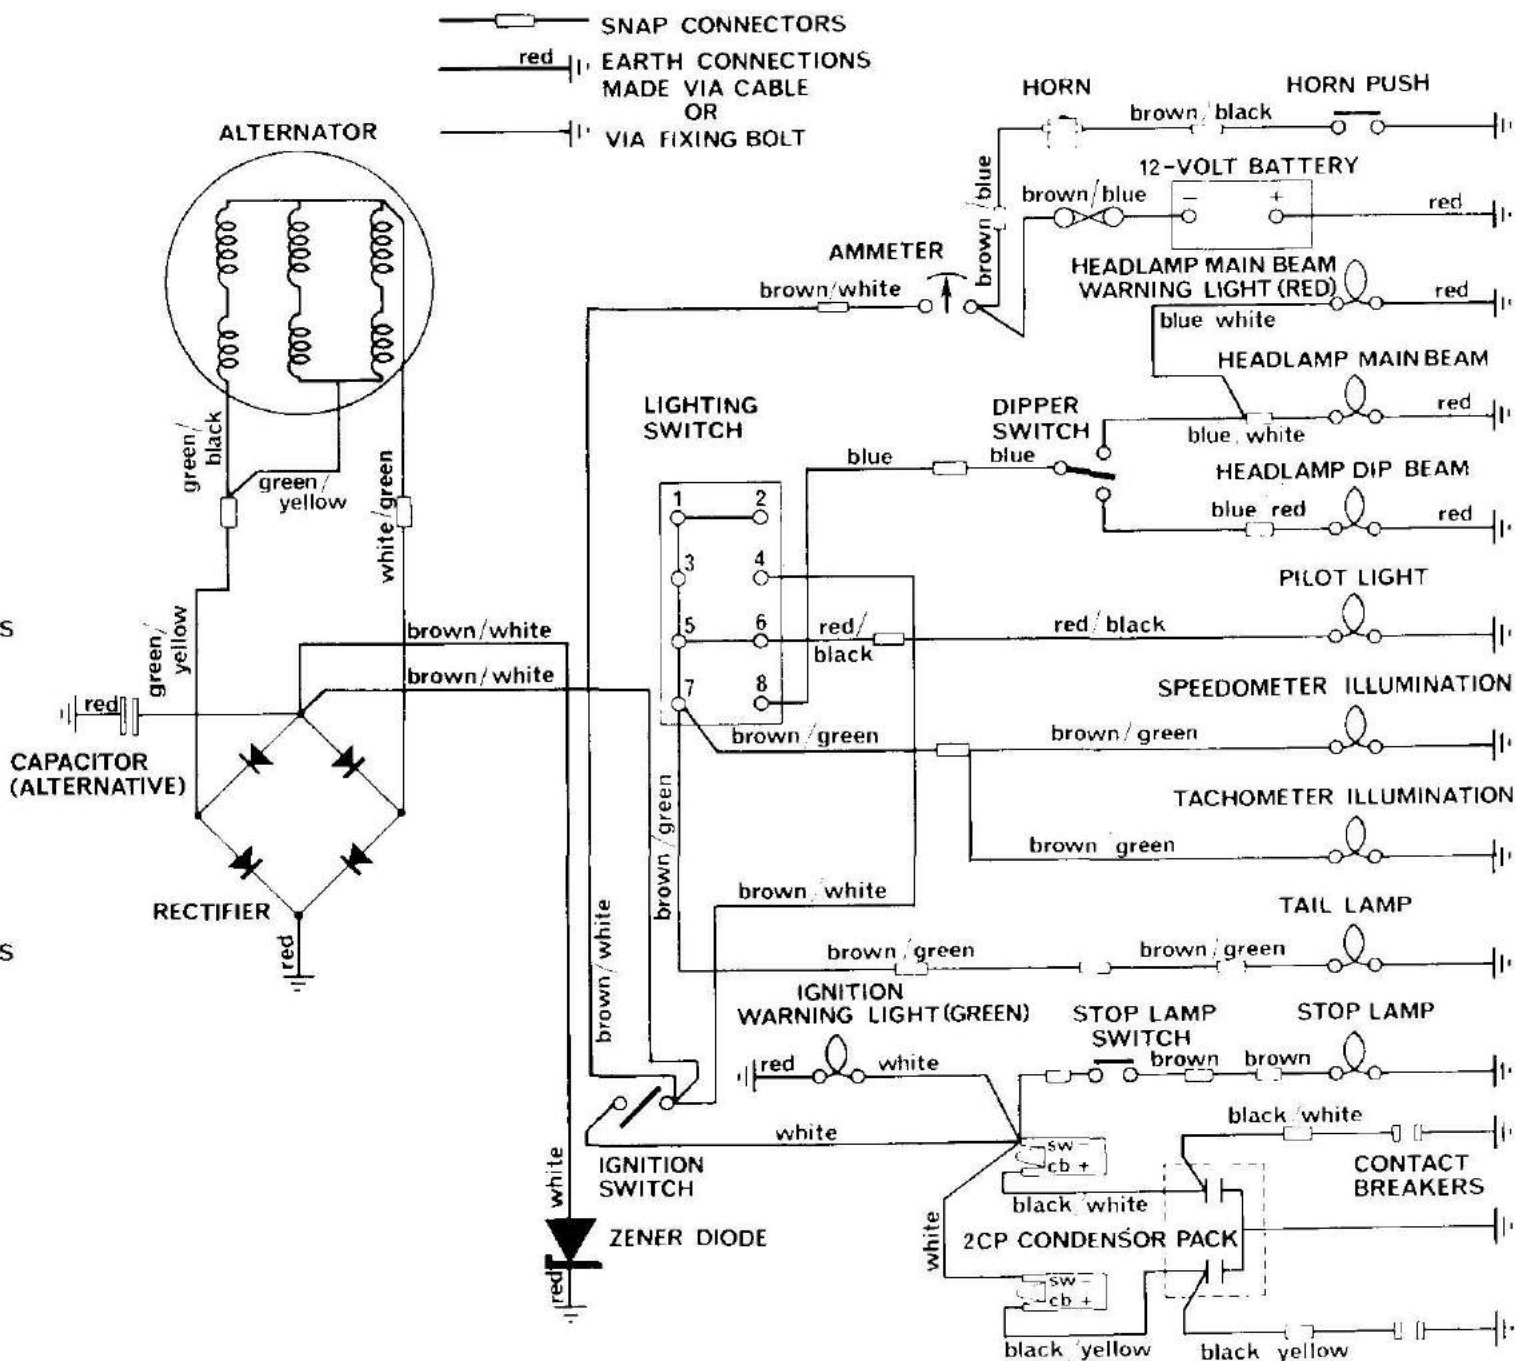 SNAP CONNECTORS
red
EARTH CONNECTIONS
MADE VIA CABLE
OR
VIA FIXING BOLT
ALTERNATOR
HORN
HORN PUSH
brown/black
12-VOLT BATTERY
brown/blue
brown/blue
- +
red
AMMETER
brown/white
HEADLAMP MAIN BEAM
WARNING LIGHT (RED)
red
blue white
HEADLAMP MAIN BEAM
red
blue, white
LIGHTING
SWITCH
DIPPER
SWITCH
blue
blue
HEADLAMP DIP BEAM
blue red
red
green/
black
green/
yellow
white/green
1 2
3 4
5 6
7 8
PILOT LIGHT
red/
black
red/black
S
green/
yellow
brown/white
brown/white
red
CAPACITOR
(ALTERNATIVE)
SPEEDOMETER ILLUMINATION
brown/green
brown/green
TACHOMETER ILLUMINATION
brown green
brown/green
brown/white
RECTIFIER
red
S
TAIL LAMP
brown/green
brown/green
brown/white
IGNITION
WARNING LIGHT (GREEN)
red
white
STOP LAMP
SWITCH
STOP LAMP
brown
brown
white
IGNITION
SWITCH
black/white
sw -
cb +
black/white
CONTACT
BREAKERS
white
white
2CP CONDENSOR PACK
ZENER DIODE
red
sw -
cb +
black/yellow
black yellow